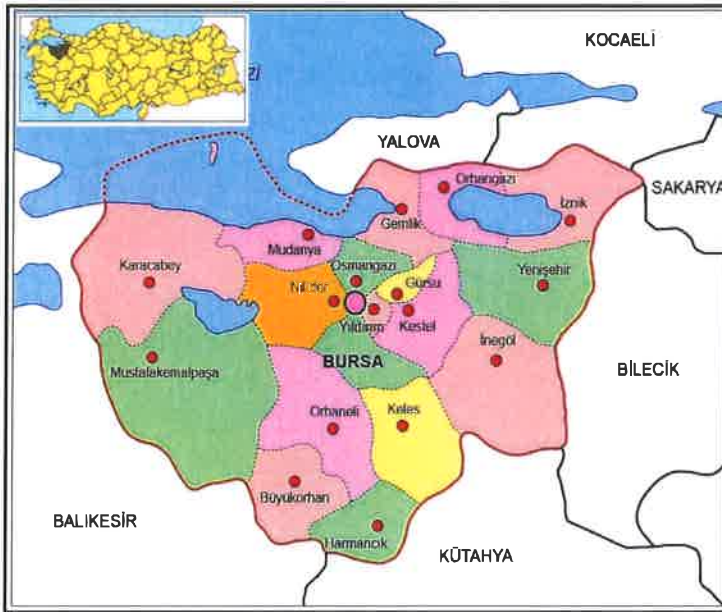 KOCAELİ
Zİ
YALOVA
SAKARYA
Orhangazi
Gemlik
İznik
Mudanya
Karacabey
Osmangazi
Yenişehir
Gürsu
Yıldırım
Kestel
İnegöl
BURSA
Mustafakemalpaşa
BİLECİK
Orhaneli
Keles
Büyükorhan
BALIKESİR
Harmancık
KÜTAHYA